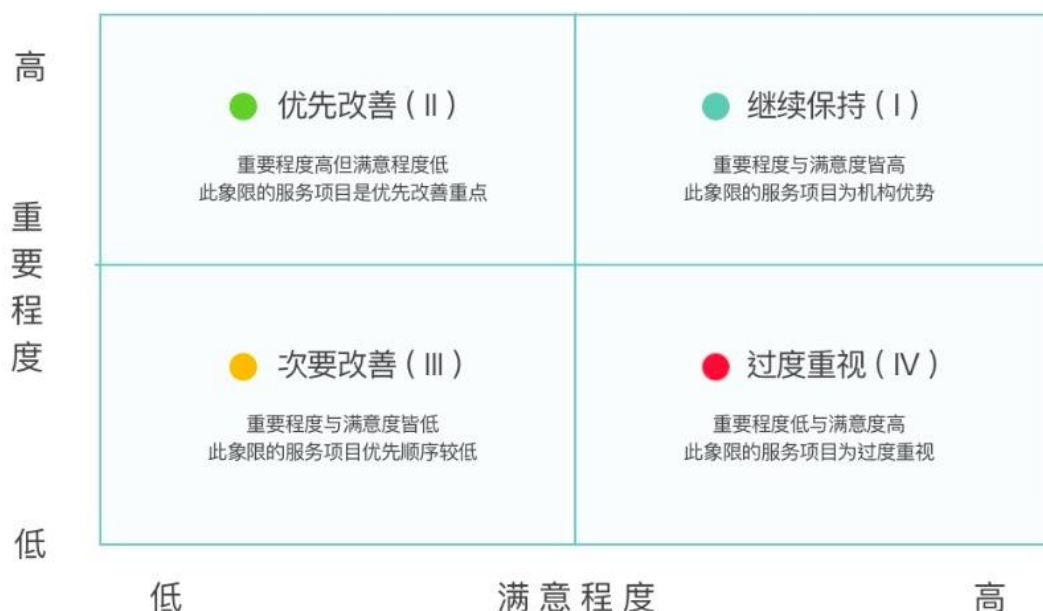 高
优先改善 ( II )
重要程度高但满意程度低
此象限的服务项目是优先改善重点
继续保持 ( I )
重要程度与满意度皆高
此象限的服务项目为机构优势
重要程度
次要改善 ( III )
重要程度与满意度皆低
此象限的服务项目优先顺序较低
过度重视 ( IV )
重要程度低与满意度高
此象限的服务项目为过度重视
低
低
满意程度
高